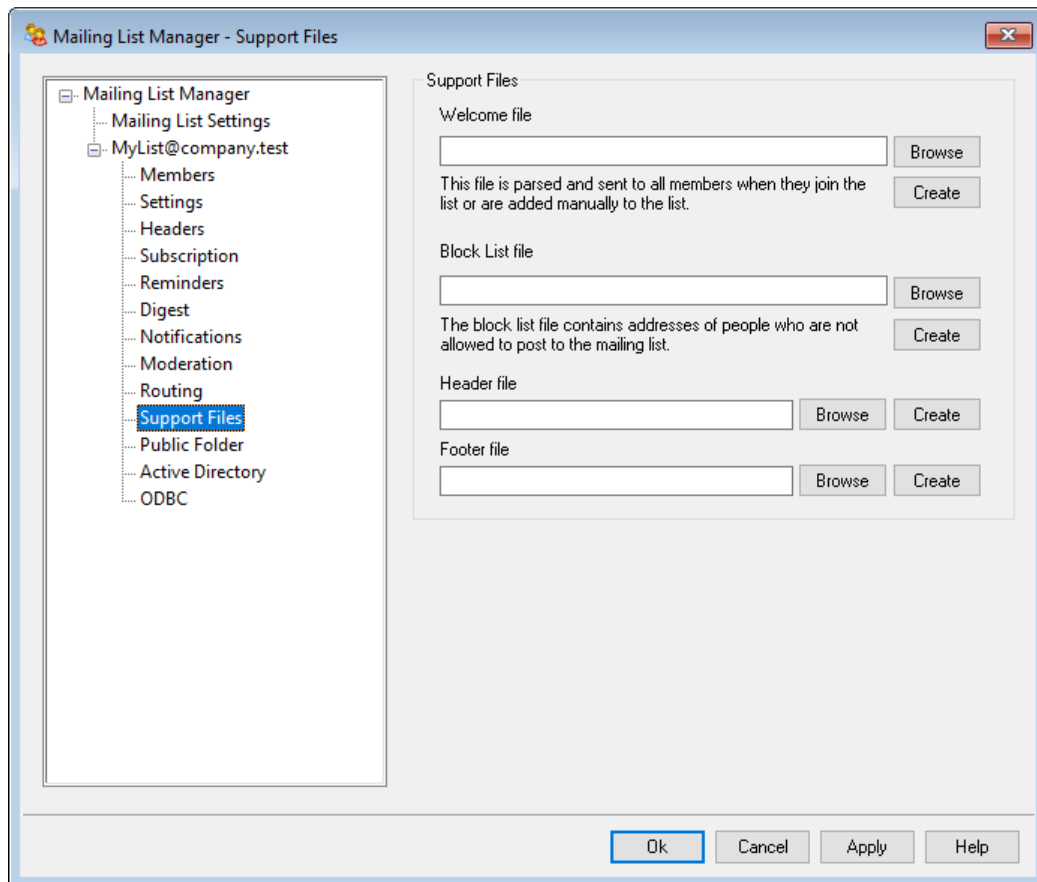 Mailing List Manager - Support Files
Mailing List Manager
Mailing List Settings
MyList@company.test
Members
Settings
Headers
Subscription
Reminders
Digest
Notifications
Moderation
Routing
Support Files
Public Folder
Active Directory
ODBC
Support Files
Welcome file
Browse
This file is parsed and sent to all members when they join the
list or are added manually to the list.
Create
Block List file
Browse
The block list file contains addresses of people who are not
allowed to post to the mailing list.
Create
Header file
Browse Create
Footer file
Browse Create
Ok Cancel Apply Help